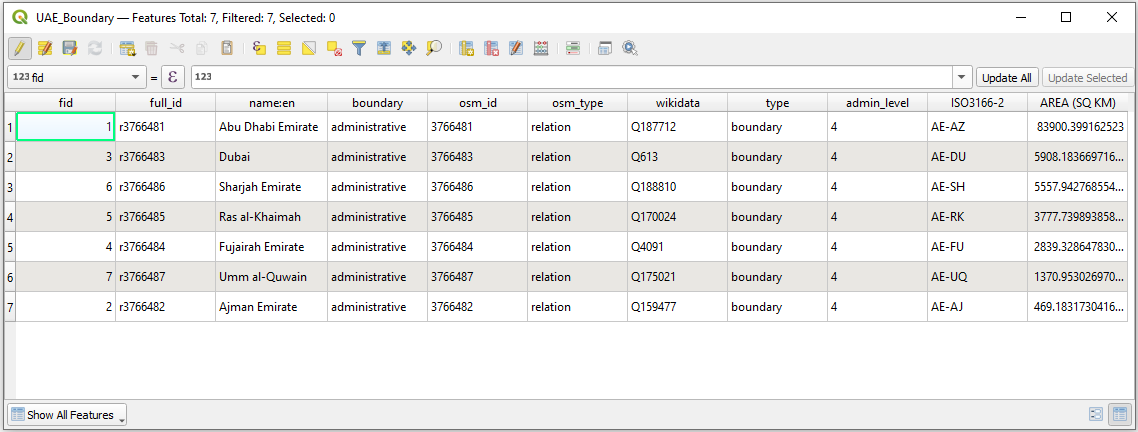 UAE_Boundary — Features Total: 7, Filtered: 7, Selected: 0
123 fid = ε 123 Update All Update Selected
fid full_id name:en boundary osm_id osm_type wikidata type admin_level ISO3166-2 AREA (SQ KM)
1 1 r3766481 Abu Dhabi Emirate administrative 3766481 relation Q187712 boundary 4 AE-AZ 83900.399162523
2 3 r3766483 Dubai administrative 3766483 relation Q613 boundary 4 AE-DU 5908.183669716...
3 6 r3766486 Sharjah Emirate administrative 3766486 relation Q188810 boundary 4 AE-SH 5557.942768554...
4 5 r3766485 Ras al-Khaimah administrative 3766485 relation Q170024 boundary 4 AE-RK 3777.739893858...
5 4 r3766484 Fujairah Emirate administrative 3766484 relation Q4091 boundary 4 AE-FU 2839.328647830...
6 7 r3766487 Umm al-Quwain administrative 3766487 relation Q175021 boundary 4 AE-UQ 1370.953026970...
7 2 r3766482 Ajman Emirate administrative 3766482 relation Q159477 boundary 4 AE-AJ 469.1831730416...
Show All Features